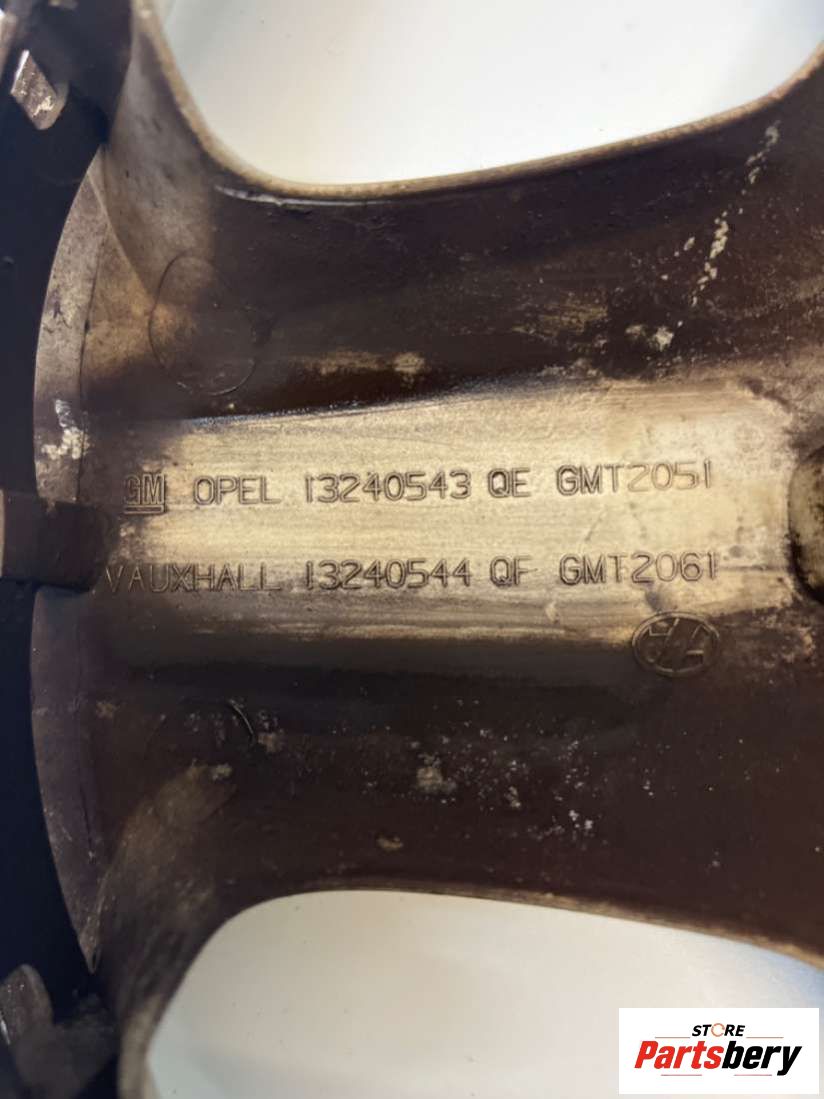 GM OPEL 13240543 QE GMT2051
VAUXHALL 13240544 QF GMT2061
STORE
Partsbery